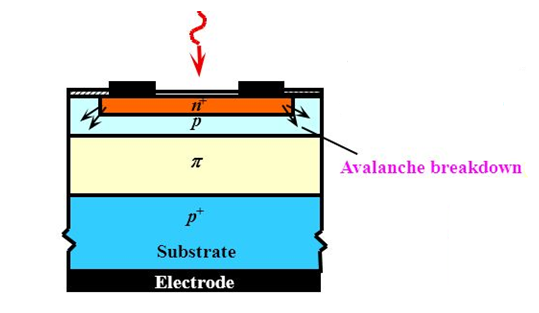 n⁺
p
Avalanche breakdown
π
p⁺
Substrate
Electrode